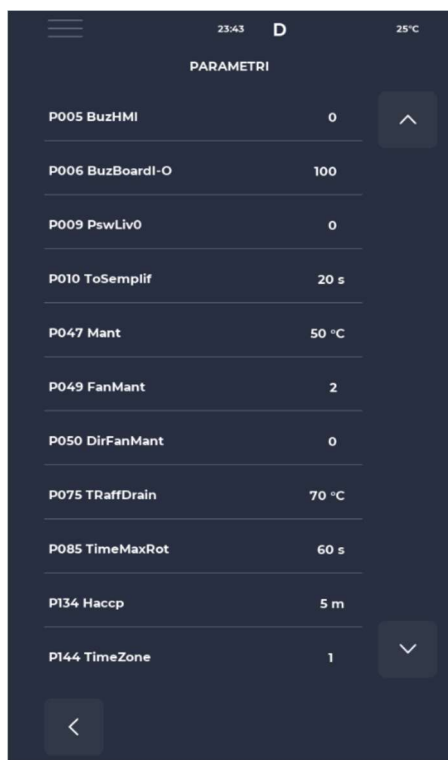 23:43 D 25°C
PARAMETRI
P005 BuzHMI 0
P006 BuzBoardI-O 100
P009 PswLiv0 0
P010 ToSemplif 20 s
P047 Mant 50 °C
P049 FanMant 2
P050 DirFanMant 0
P075 TRaffDrain 70 °C
P085 TimeMaxRot 60 s
P134 Haccp 5 m
P144 TimeZone 1